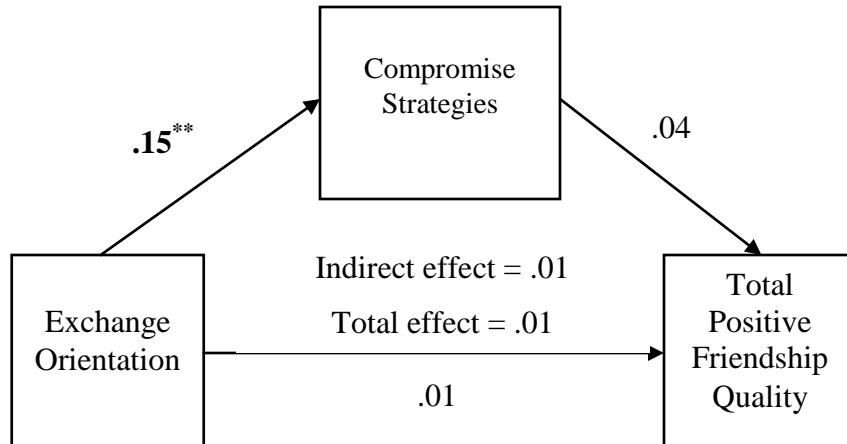 Compromise
Strategies
.15**
.04
Indirect effect = .01
Total effect = .01
Exchange
Orientation
.01
Total
Positive
Friendship
Quality